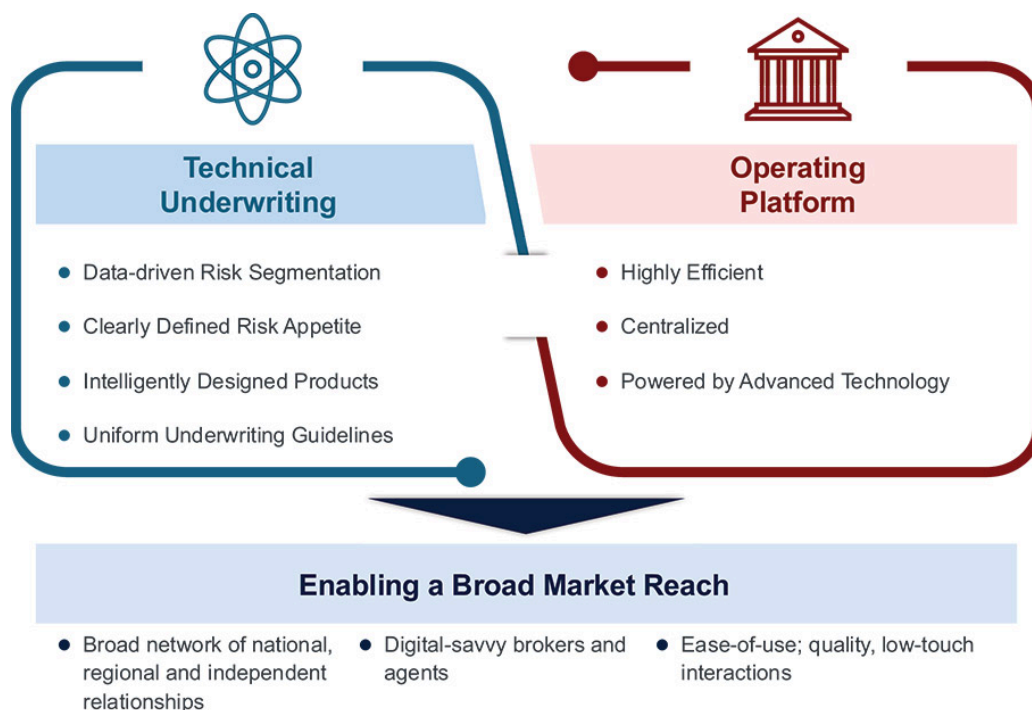 Technical
Underwriting
Data-driven Risk Segmentation
Clearly Defined Risk Appetite
Intelligently Designed Products
Uniform Underwriting Guidelines
Operating
Platform
Highly Efficient
Centralized
Powered by Advanced Technology
Enabling a Broad Market Reach
Broad network of national,
regional and independent
relationships
Digital-savvy brokers and
agents
Ease-of-use; quality, low-touch
interactions